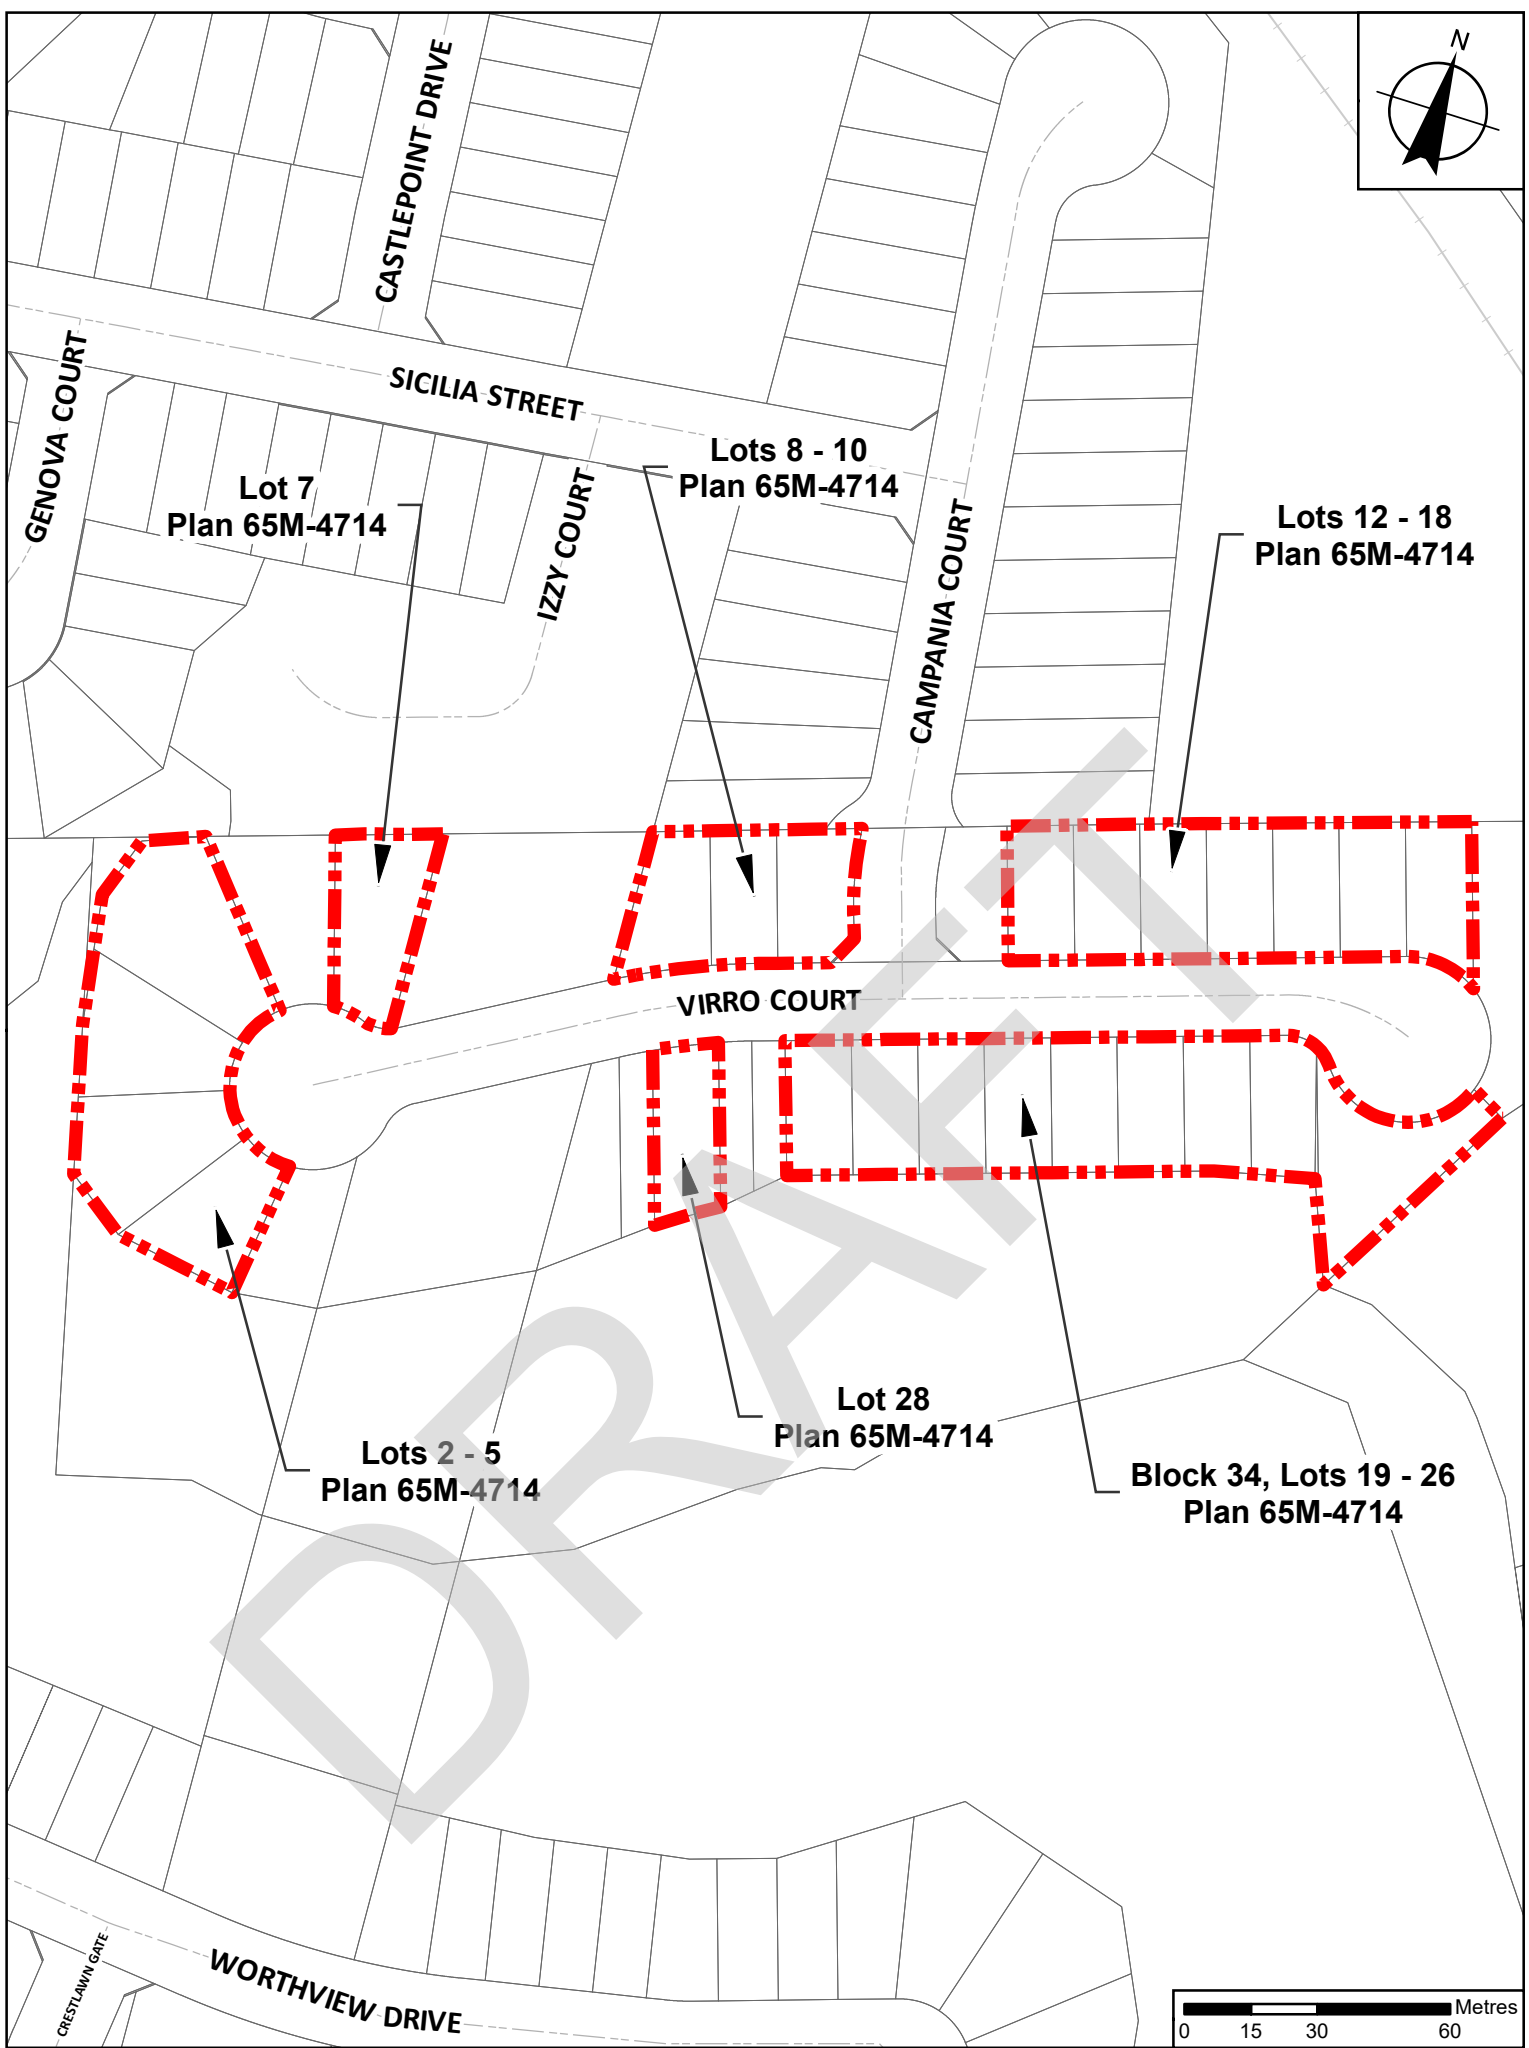 N
CASTLEPOINT DRIVE
GENOVA COURT
SICILIA STREET
IZZY COURT
CAMPANIA COURT
Lot 7
Plan 65M-4714
Lots 8 - 10
Plan 65M-4714
Lots 12 - 18
Plan 65M-4714
VIRRO COURT
Lot 28
Plan 65M-4714
Lots 2 - 5
Plan 65M-4714
Block 34, Lots 19 - 26
Plan 65M-4714
DRAFT
CRESTLAWN GATE
WORTHVIEW DRIVE
Metres
0 15 30 60